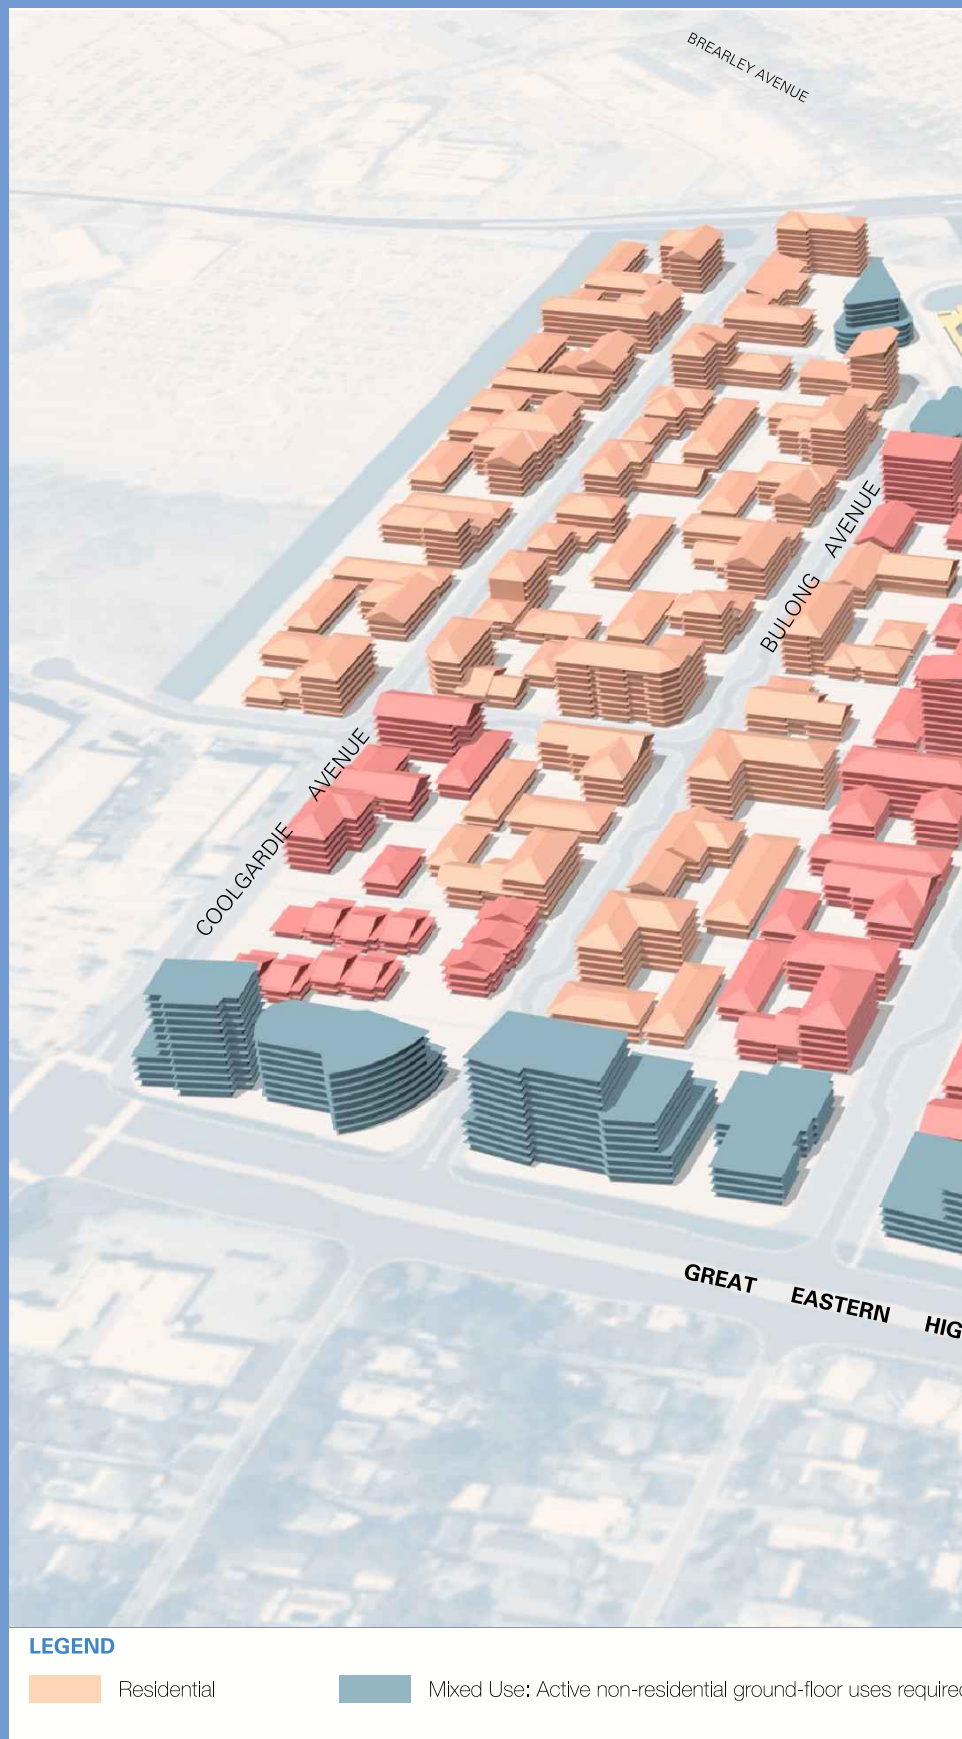 BREARLEY AVENUE
BULONG AVENUE
COOLGARDIE AVENUE
GREAT EASTERN HIG
LEGEND
Residential
Mixed Use: Active non-residential ground-floor uses required